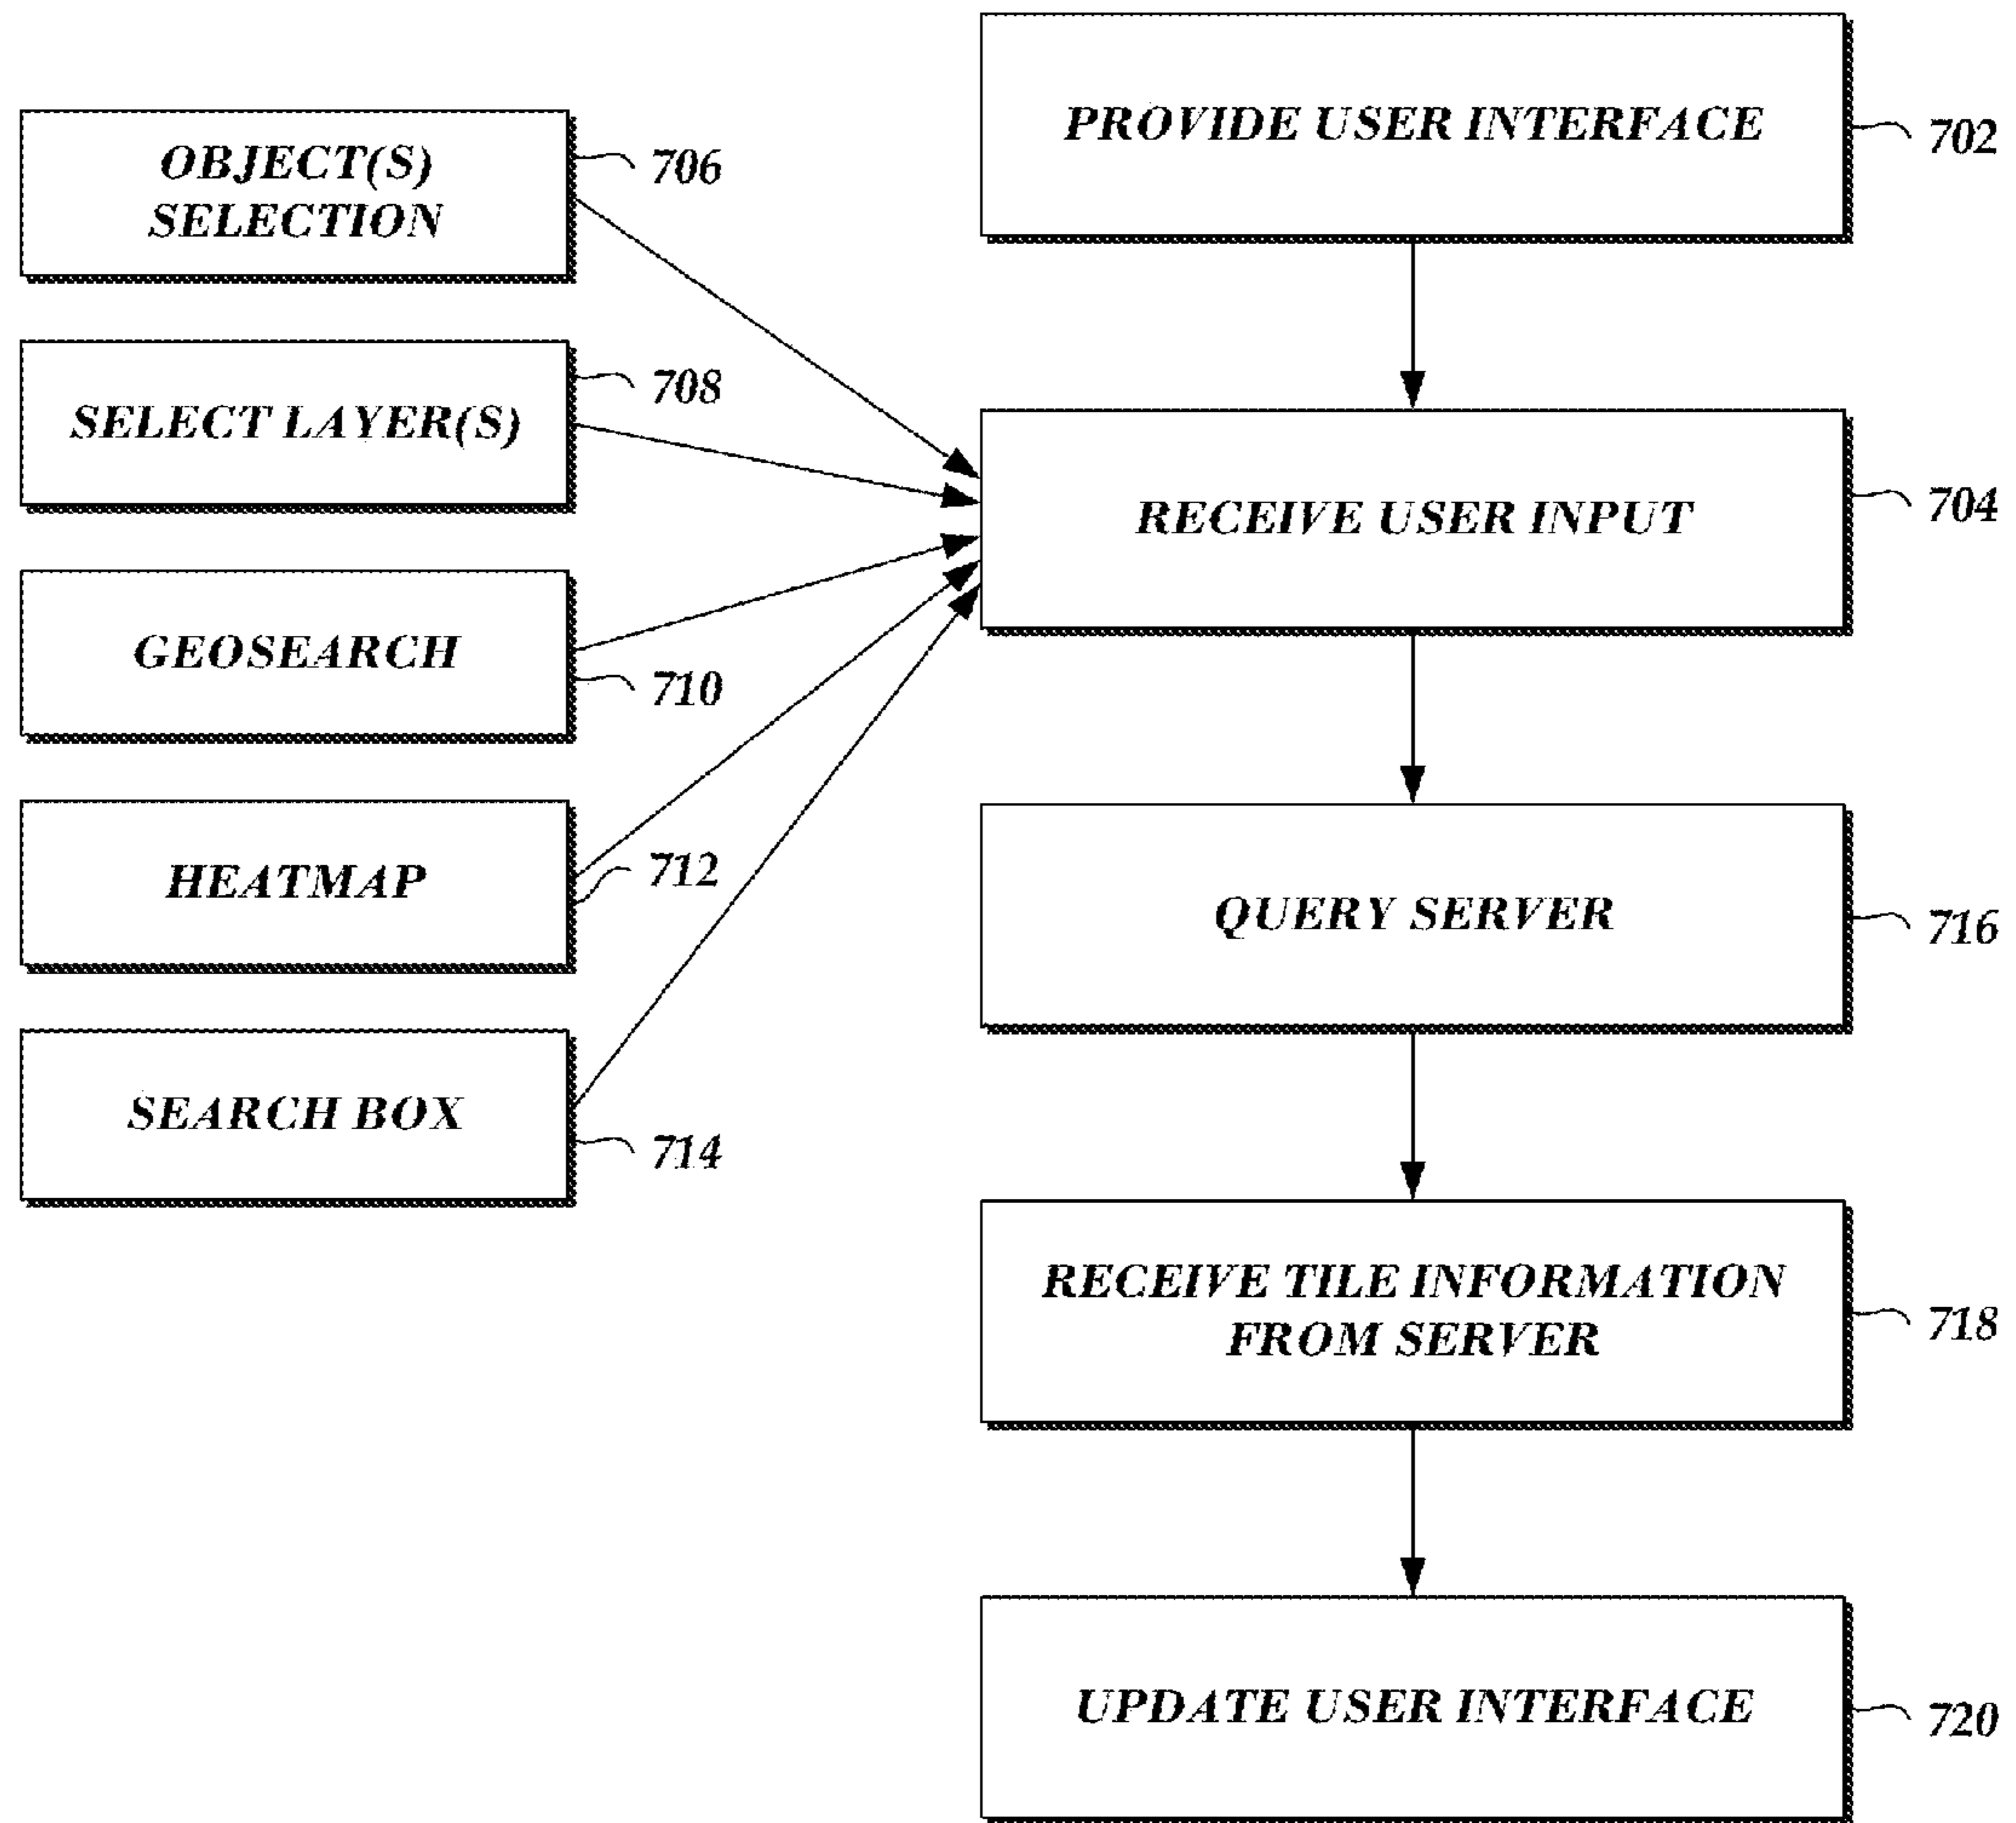 PROVIDE USER INTERFACE
702
OBJECT(S)
SELECTION
706
SELECT LAYER(S)
708
RECEIVE USER INPUT
704
GEOSEARCH
710
HEATMAP
712
QUERY SERVER
716
SEARCH BOX
714
RECEIVE TILE INFORMATION
FROM SERVER
718
UPDATE USER INTERFACE
720